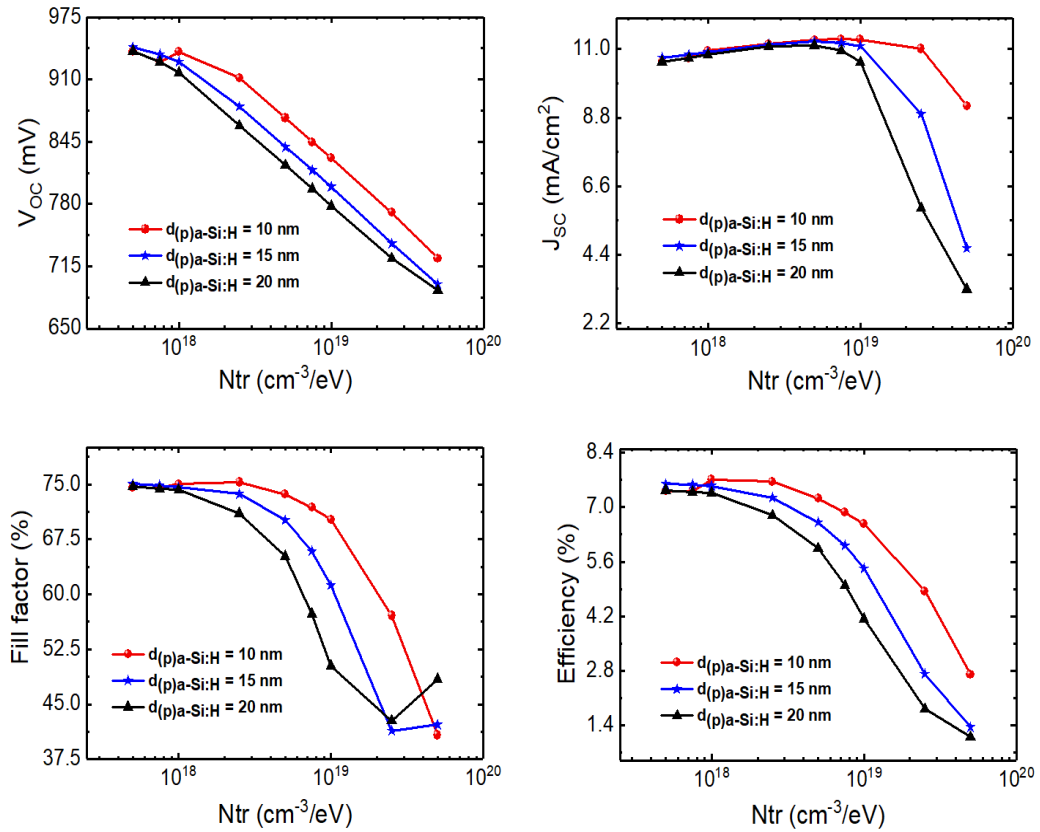 975
910
845
780
715
650
V_OC (mV)
d(p)a-Si:H = 10 nm
d(p)a-Si:H = 15 nm
d(p)a-Si:H = 20 nm
10^18
10^19
10^20
Ntr (cm^-3/eV)
11.0
8.8
6.6
4.4
2.2
J_SC (mA/cm^2)
d(p)a-Si:H = 10 nm
d(p)a-Si:H = 15 nm
d(p)a-Si:H = 20 nm
10^18
10^19
10^20
Ntr (cm^-3/eV)
75.0
67.5
60.0
52.5
45.0
37.5
Fill factor (%)
d(p)a-Si:H = 10 nm
d(p)a-Si:H = 15 nm
d(p)a-Si:H = 20 nm
10^18
10^19
10^20
Ntr (cm^-3/eV)
8.4
7.0
5.6
4.2
2.8
1.4
Efficiency (%)
d(p)a-Si:H = 10 nm
d(p)a-Si:H = 15 nm
d(p)a-Si:H = 20 nm
10^18
10^19
10^20
Ntr (cm^-3/eV)